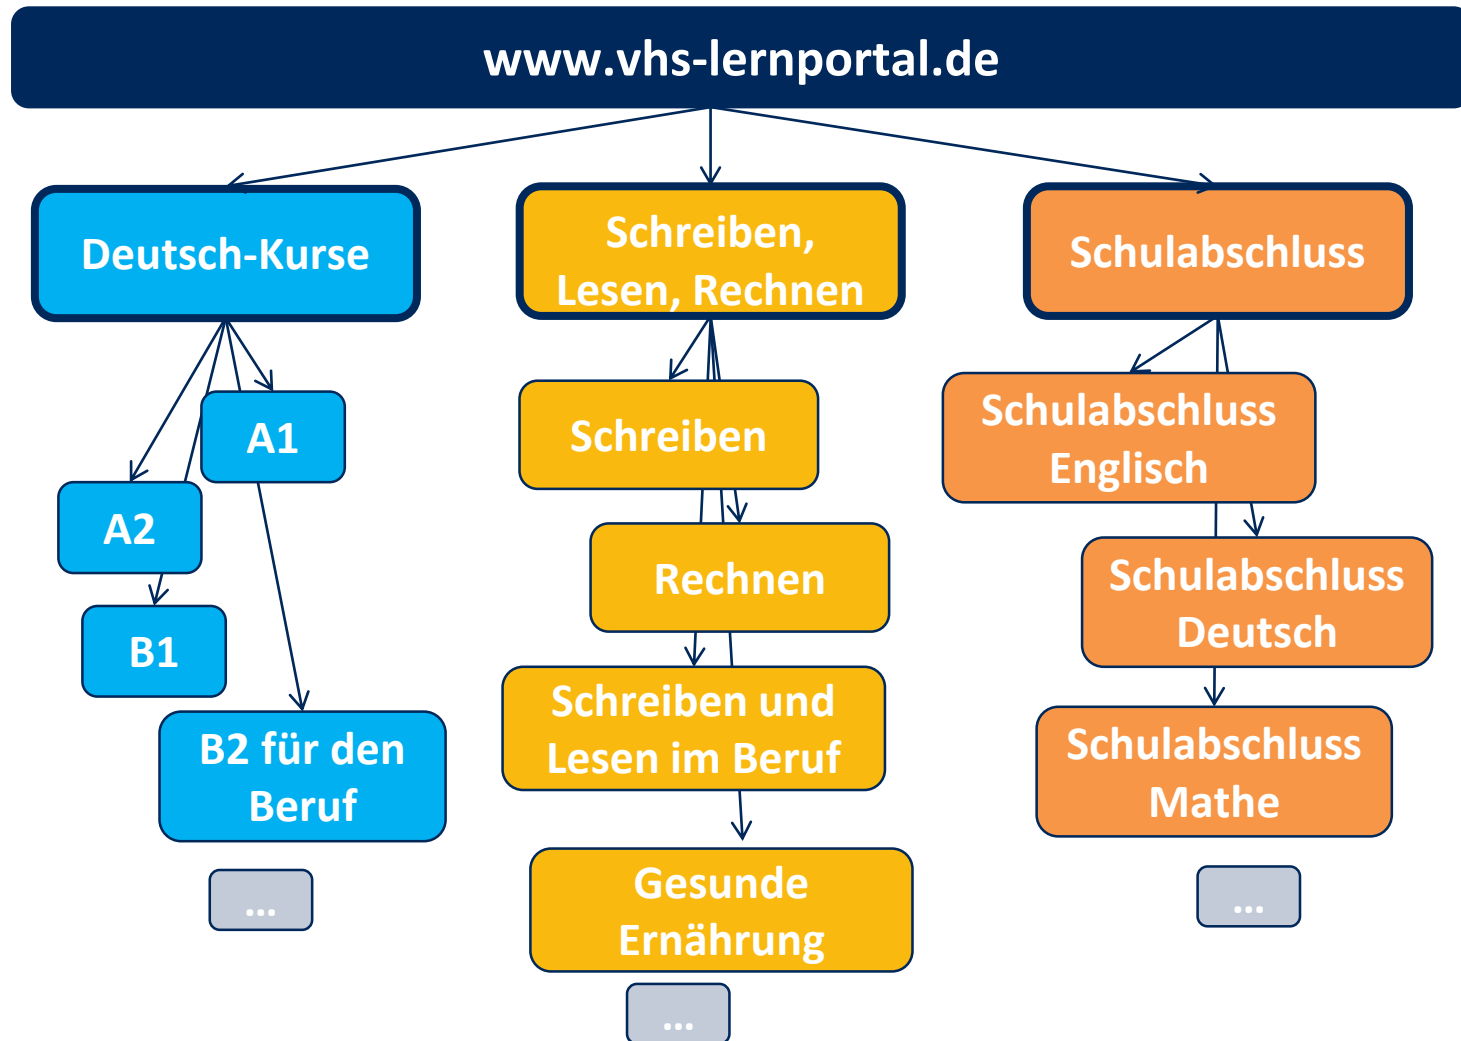 www.vhs-lernportal.de
Deutsch-Kurse
A1
A2
B1
B2 für den
Beruf
...
Schreiben,
Lesen, Rechnen
Schreiben
Rechnen
Schreiben und
Lesen im Beruf
Gesunde
Ernährung
...
Schulabschluss
Schulabschluss
Englisch
Schulabschluss
Deutsch
Schulabschluss
Mathe
...